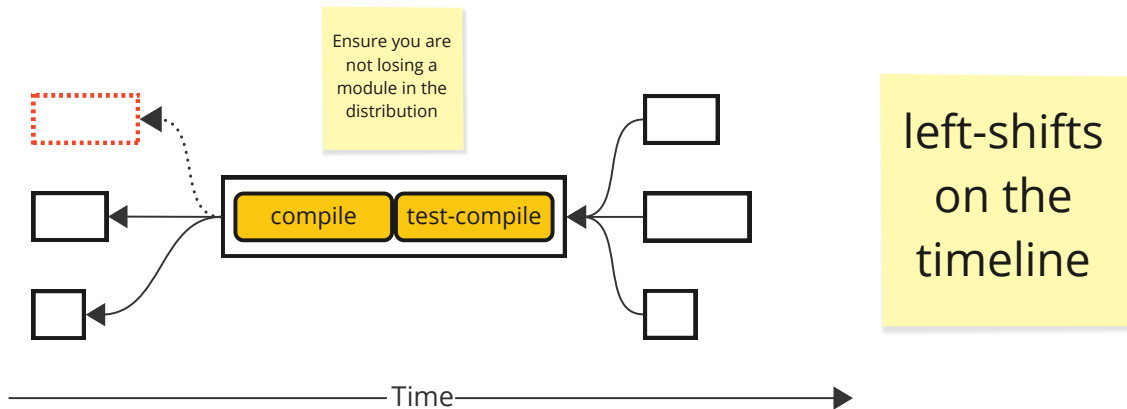 Ensure you are
not losing a
module in the
distribution
left-shifts
on the
timeline
compile
test-compile
Time